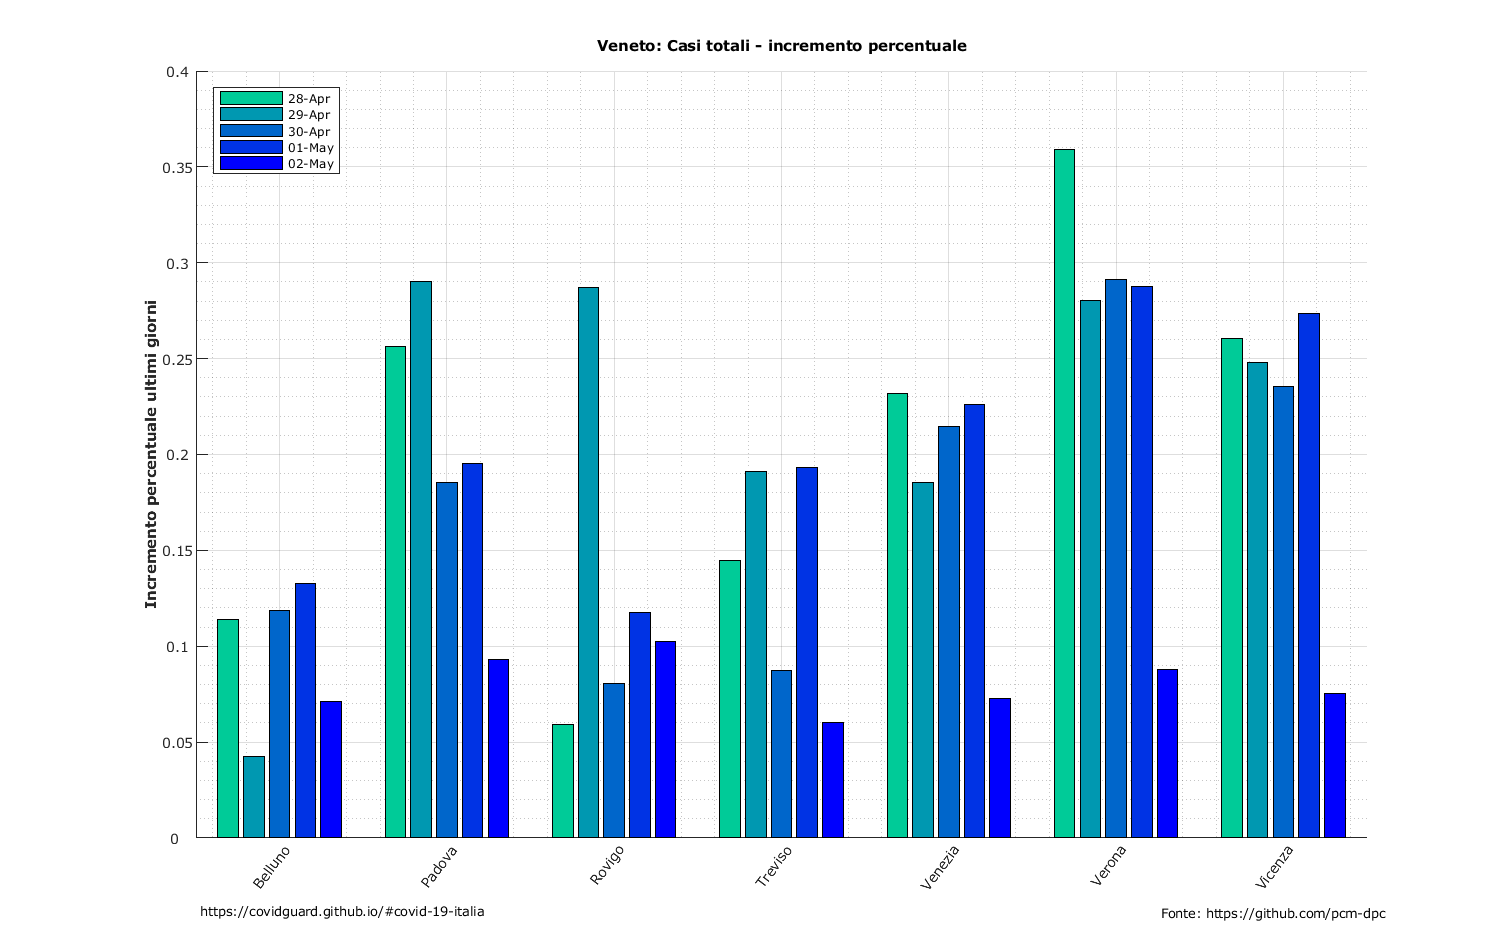 Veneto: Casi totali - incremento percentuale
0.4
0.35
0.3
0.25
0.2
0.15
0.1
0.05
0
Incremento percentuale ultimi giorni
28-Apr
29-Apr
30-Apr
01-May
02-May
Belluno
Padova
Rovigo
Treviso
Venezia
Verona
Vicenza
https://covidguard.github.io/#covid-19-italia
Fonte: https://github.com/pcm-dpc